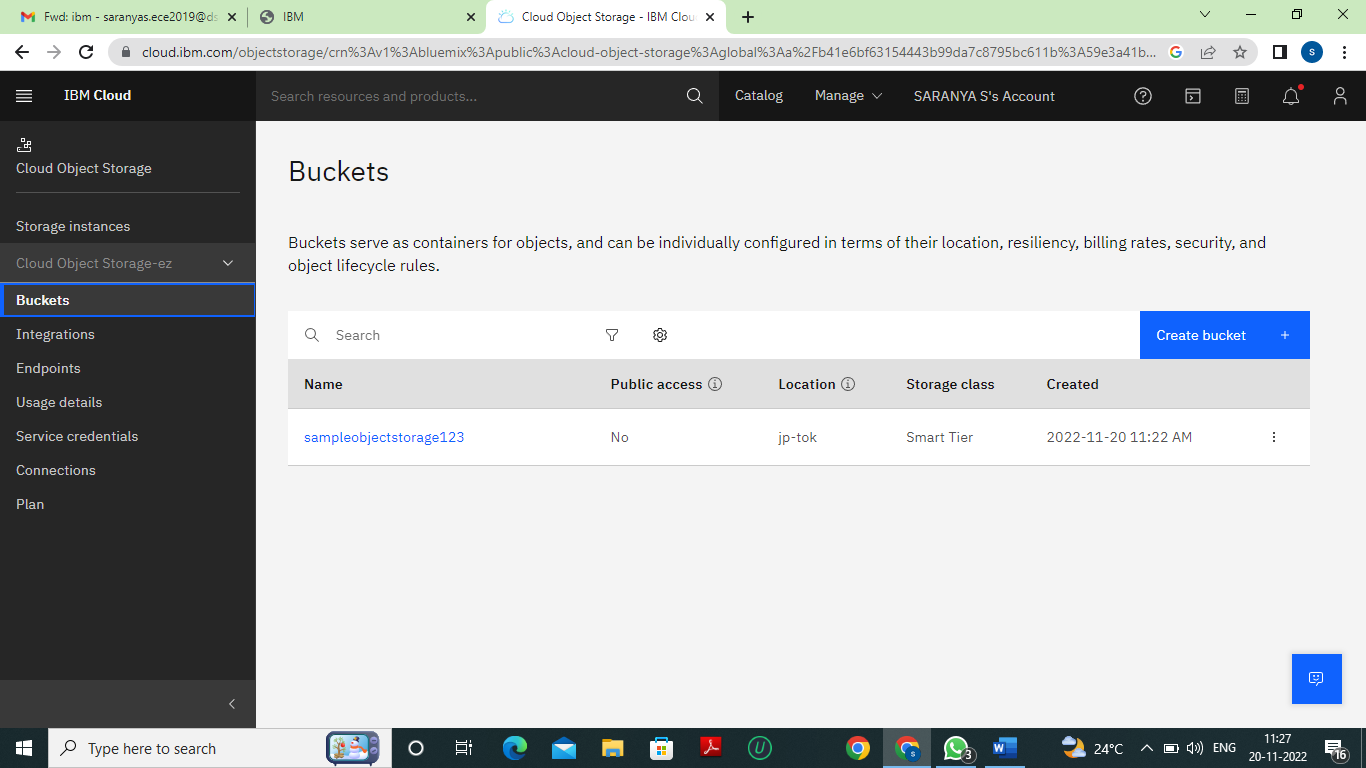 Fwd: ibm - saranyas.ece2019@ds
IBM
Cloud Object Storage - IBM Clou
cloud.ibm.com/objectstorage/crn%3Av1%3Abluemix%3Apublic%3Acloud-object-storage%3Aglobal%3Aa%2Fb41e6bf63154443b99da7c8795bc611b%3A59e3a41b...
IBM Cloud
Search resources and products...
Catalog
Manage
SARANYA S's Account
Cloud Object Storage
Storage instances
Cloud Object Storage-ez
Buckets
Integrations
Endpoints
Usage details
Service credentials
Connections
Plan
Buckets
Buckets serve as containers for objects, and can be individually configured in terms of their location, resiliency, billing rates, security, and
object lifecycle rules.
Search
Create bucket +
Name Public access Location Storage class Created
sampleobjectstorage123 No jp-tok Smart Tier 2022-11-20 11:22 AM
Type here to search
3
24°C
ENG
11:27
20-11-2022
16